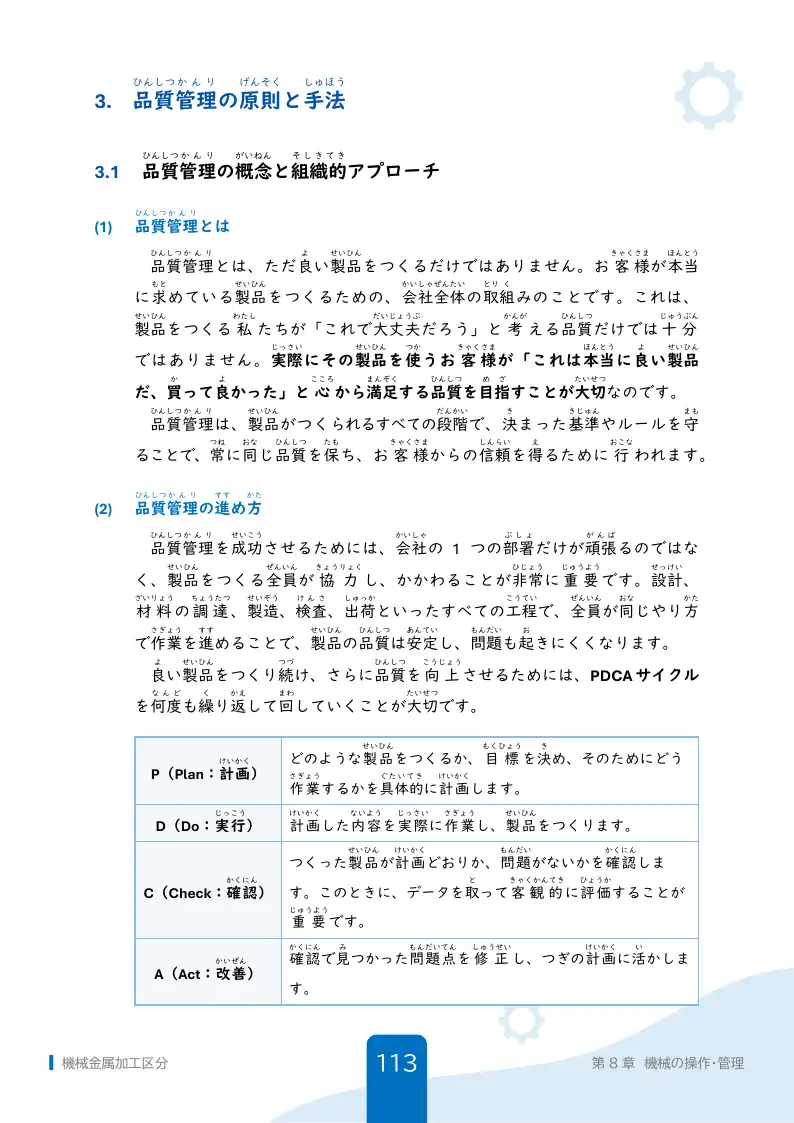 3. 品質管理の原則と手法
3.1 品質管理の概念と組織的アプローチ
(1) 品質管理とは
品質管理とは、ただ良い製品をつくるだけではありません。お客様が本当
に求めている製品をつくるための、会社全体の取組みのことです。これは、
製品をつくる私たちが「これで大丈夫だろう」と考える品質だけでは十分
ではありません。実際にその製品を使うお客様が「これは本当に良い製品
だ、買って良かった」と心から満足する品質を目指すことが大切なのです。
品質管理は、製品がつくられるすべての段階で、決まった基準やルールを守
ることで、常に同じ品質を保ち、お客様からの信頼を得るために行われます。
(2) 品質管理の進め方
品質管理を成功させるためには、会社の 1 つの部署だけが頑張るのではな
く、製品をつくる全員が協力し、かかわることが非常に重要です。設計、
材料の調達、製造、検査、出荷といったすべての工程で、全員が同じやり方
で作業を進めることで、製品の品質は安定し、問題も起きにくくなります。
良い製品をつくり続け、さらに品質を向上させるためには、PDCAサイクル
を何度も繰り返して回していくことが大切です。
P（Plan：計画）
どのような製品をつくるか、目標を決め、そのためにどう
作業するかを具体的に計画します。
D（Do：実行）
計画した内容を実際に作業し、製品をつくります。
C（Check：確認）
つくった製品が計画どおりか、問題がないかを確認しま
す。このときに、データを取って客観的に評価することが
重要です。
A（Act：改善）
確認で見つかった問題点を修正し、つぎの計画に活かしま
す。
機械金属加工区分
113
第 8 章 機械の操作･管理